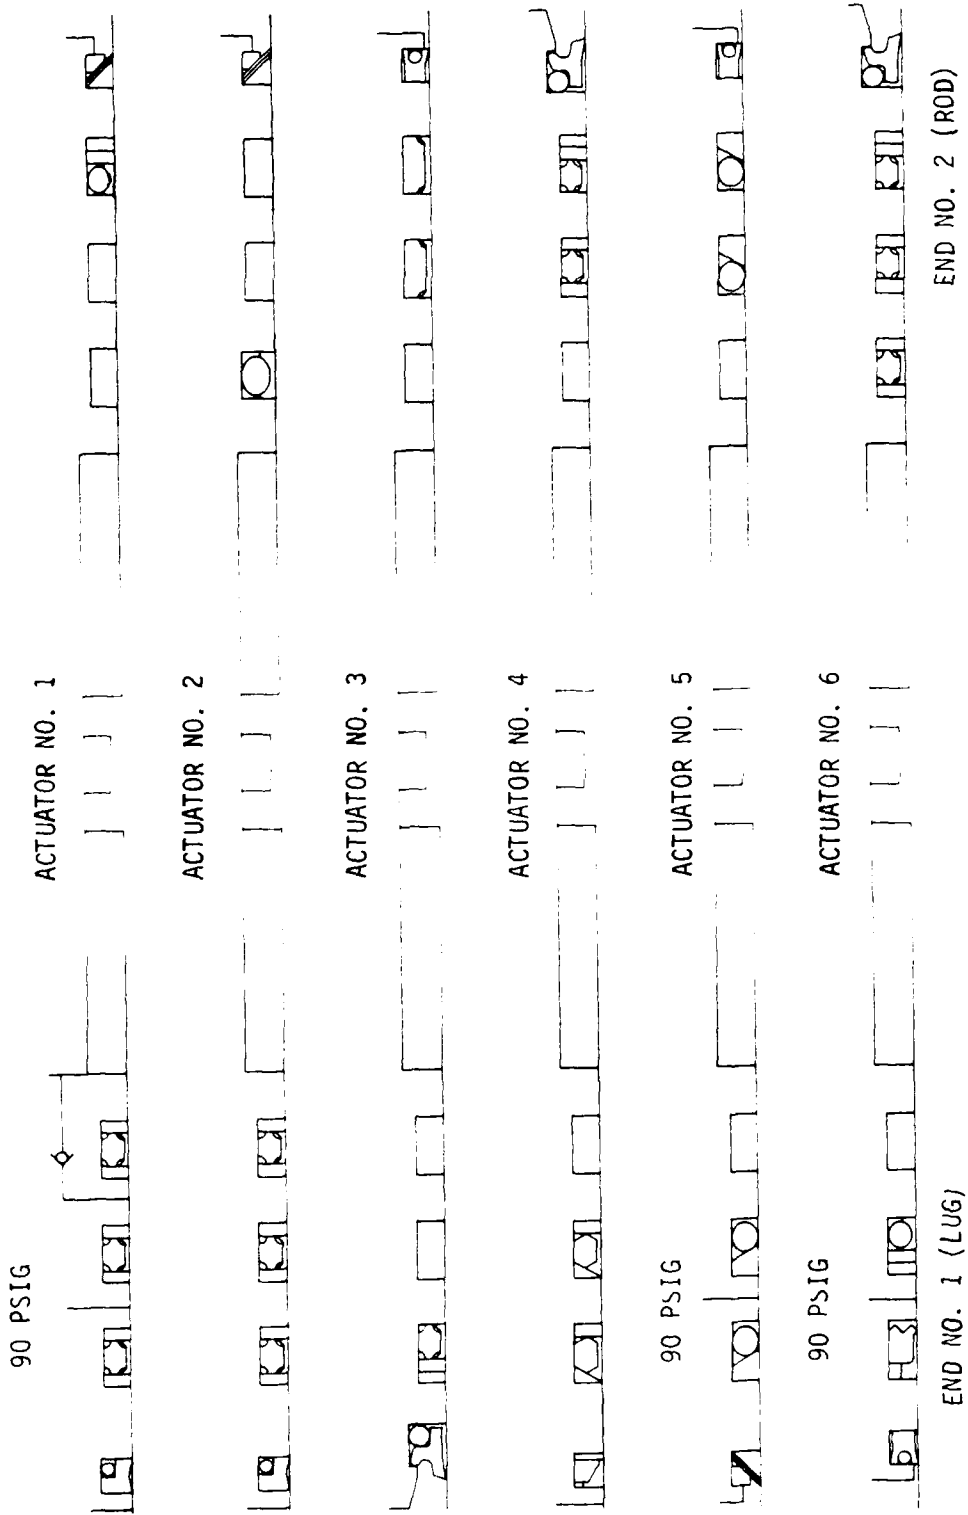 90 PSIG
ACTUATOR NO. 1
ACTUATOR NO. 2
ACTUATOR NO. 3
ACTUATOR NO. 4
90 PSIG
ACTUATOR NO. 5
90 PSIG
ACTUATOR NO. 6
END NO. 1 (LUG)
END NO. 2 (ROD)